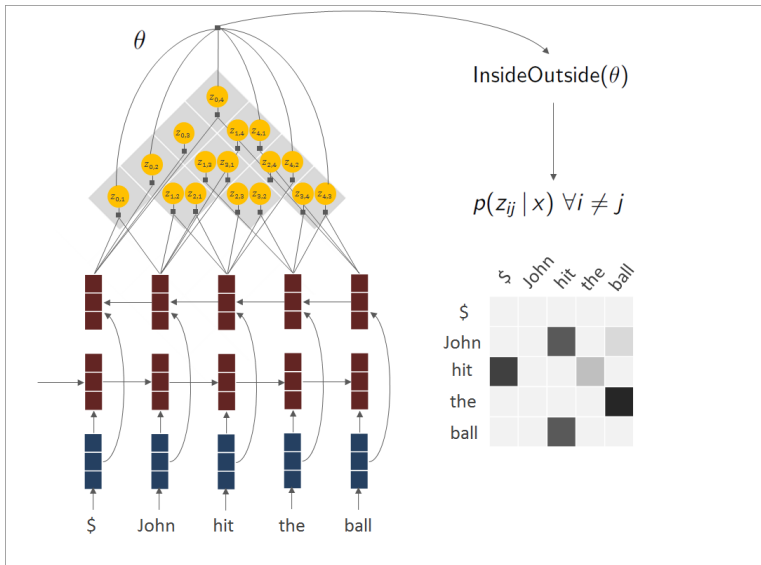 θ
z0,4
z0,3 z1,4 z4,1
z0,2 z1,3 z3,1 z2,4 z4,2
z0,1 z1,2 z2,1 z2,3 z3,2 z3,4 z4,3
$ John hit the ball
InsideOutside(θ)
p(zij | x) ∀i ≠ j
$ John hit the ball
$
John
hit
the
ball